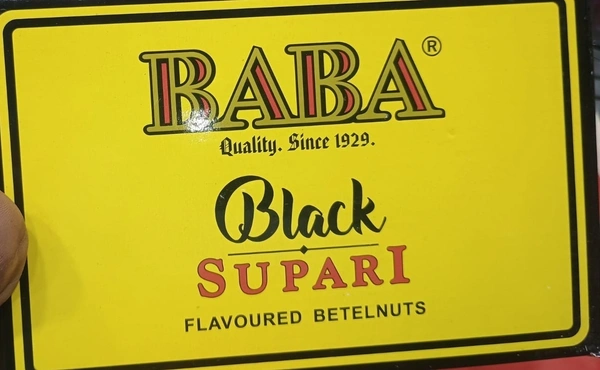 BABA®
Quality. Since 1929.
Black
SUPARI
FLAVOURED BETELNUTS